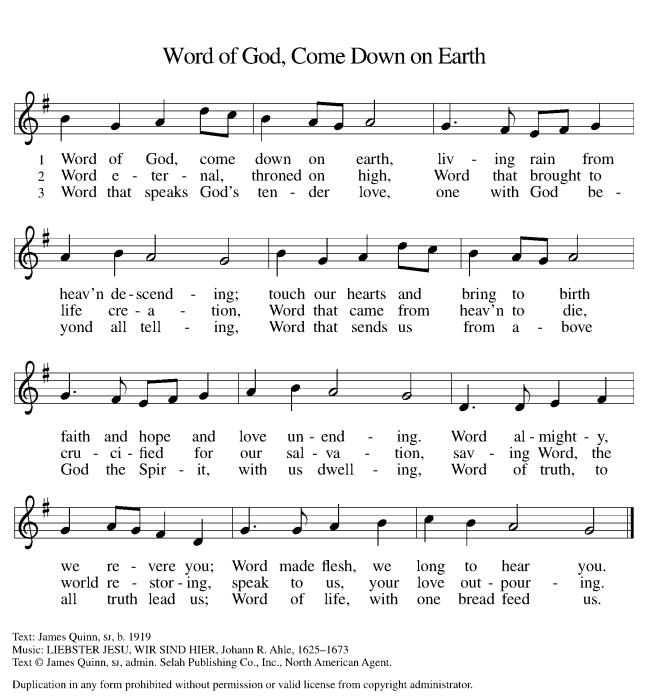 Word of God, Come Down on Earth
1 Word of God, come down on earth, liv - ing rain from
2 Word e - ter - nal, throned on high, Word that brought to
3 Word that speaks God's ten - der love, one with God be -
heav'n de - scend - ing; touch our hearts and bring to birth
life cre - a - tion, Word that came from heav'n to die,
yond all tell - ing, Word that sends us from a - bove
faith and hope and love un - end - ing. Word al - might - y,
cru - ci - fied for our sal - va - tion, sav - ing Word, the
God the Spir - it, with us dwell - ing, Word of truth, to
we re - vere you; Word made flesh, we long to hear you.
world re - stor - ing, speak to us, your love out - pour - ing.
all truth lead us; Word of life, with one bread feed us.
Text: James Quinn, SJ, b. 1919
Music: LIEBSTER JESU, WIR SIND HIER, Johann R. Ahle, 1625–1673
Text © James Quinn, SJ, admin. Selah Publishing Co., Inc., North American Agent.
Duplication in any form prohibited without permission or valid license from copyright administrator.